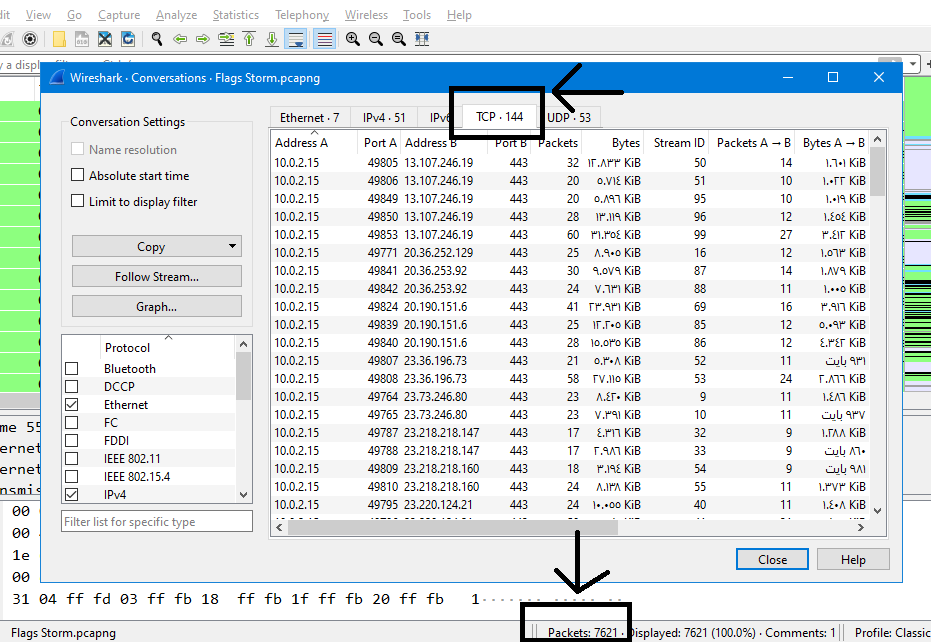 dit View Go Capture Analyze Statistics Telephony Wireless Tools Help
Wireshark · Conversations · Flags Storm.pcapng
Conversation Settings
Name resolution
Absolute start time
Limit to display filter
Copy
Follow Stream...
Graph...
Protocol
Bluetooth
DCCP
Ethernet
FC
FDDI
IEEE 802.11
IEEE 802.15.4
IPv4
Filter list for specific type
Ethernet · 7 IPv4 · 51 IPv6 TCP · 144 UDP · 53
Address A Port A Address B Port B Packets Bytes Stream ID Packets A → B Bytes A → B
10.0.2.15 49805 13.107.246.19 443 32 ١٢.٨٣٣ KiB 50 14 ١.٦٠١ KiB
10.0.2.15 49806 13.107.246.19 443 20 ٥.٧١٤ KiB 51 10 ١.٠٢٢ KiB
10.0.2.15 49849 13.107.246.19 443 20 ٥.٨٩٦ KiB 95 10 ١.٠١٩ KiB
10.0.2.15 49850 13.107.246.19 443 28 ١٣.١١٩ KiB 96 12 ١.٤٥٤ KiB
10.0.2.15 49853 13.107.246.19 443 60 ٣١.٣٥٤ KiB 99 27 ٣.٤١٢ KiB
10.0.2.15 49771 20.36.252.129 443 25 ٨.٩٠٥ KiB 16 12 ١.٥٦٣ KiB
10.0.2.15 49841 20.36.253.92 443 30 ٩.٥٧٩ KiB 87 14 ١.٨٧٩ KiB
10.0.2.15 49842 20.36.253.92 443 24 ٧.٦٣١ KiB 88 11 ١.٠٠٥ KiB
10.0.2.15 49824 20.190.151.6 443 41 ٢٣.٩٣١ KiB 69 16 ٣.٩١٦ KiB
10.0.2.15 49839 20.190.151.6 443 25 ١٢.٢٠٥ KiB 85 12 ٥.٠٩٣ KiB
10.0.2.15 49840 20.190.151.6 443 28 ١٥.٥٣٥ KiB 86 12 ٤.٣٤٢ KiB
10.0.2.15 49807 23.36.196.73 443 21 ٥.٣٠٨ KiB 52 11 ٩٣١ بايت
10.0.2.15 49808 23.36.196.73 443 58 ٢٧.١١٥ KiB 53 24 ٢.٨٦٦ KiB
10.0.2.15 49764 23.73.246.80 443 23 ٨.٤٢٠ KiB 9 11 ١.٤٨٦ KiB
10.0.2.15 49765 23.73.246.80 443 23 ٧.٣٩١ KiB 10 11 ٩٣٧ بايت
10.0.2.15 49787 23.218.218.147 443 17 ٤.٣١٦ KiB 32 9 ١.٢٨٨ KiB
10.0.2.15 49788 23.218.218.147 443 17 ٢.٩٨٦ KiB 33 9 ٨٦٠ بايت
10.0.2.15 49809 23.218.218.160 443 18 ٣.١٩٤ KiB 54 9 ٩٨١ بايت
10.0.2.15 49810 23.218.218.160 443 24 ٨.١٣٨ KiB 55 11 ١.٣٧٣ KiB
10.0.2.15 49795 23.220.124.21 443 24 ١٠.٠٥٥ KiB 40 11 ١.٤٠٨ KiB
Close Help
me 55
ernet
ernet
nsmis
00
00
1e
00
31 04 ff fd 03 ff fb 18 ff fb 1f ff fb 20 ff fb 1
Flags Storm.pcapng Packets: 7621 · Displayed: 7621 (100.0%) · Comments: 1 Profile: Classic